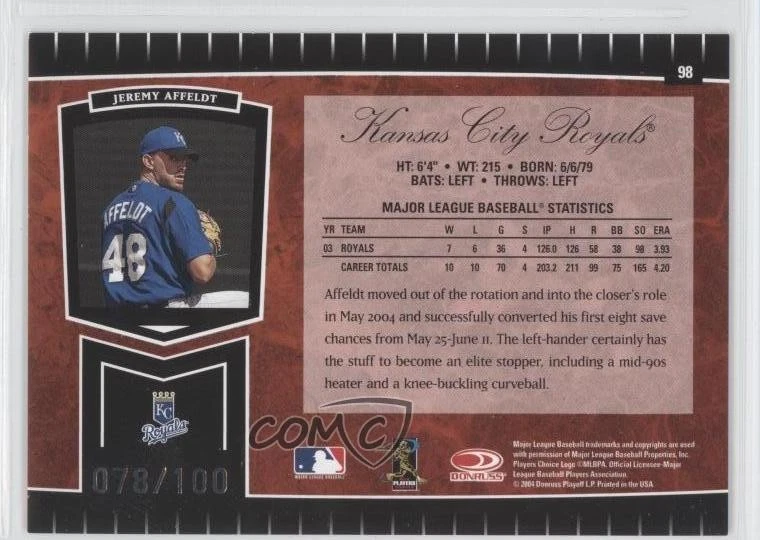 98
JEREMY AFFELDT
AFFELDT
48
Kansas City Royals®
HT: 6'4" • WT: 215 • BORN: 6/6/79
BATS: LEFT • THROWS: LEFT
MAJOR LEAGUE BASEBALL® STATISTICS
YR TEAM W L G S IP H R BB SO ERA
03 ROYALS 7 6 36 4 126.0 126 58 38 98 3.93
CAREER TOTALS 10 10 70 4 203.2 211 99 75 165 4.20
Affeldt moved out of the rotation and into the closer's role
in May 2004 and successfully converted his first eight save
chances from May 25-June 11. The left-hander certainly has
the stuff to become an elite stopper, including a mid-90s
heater and a knee-buckling curveball.
KC
Royals
078/100
COMC
MAJOR LEAGUE BASEBALL
PLAYERS
DONRUSS
Major League Baseball trademarks and copyrights are used
with permission of Major League Baseball Properties, Inc.
Players Choice Logo ©MLBPA. Official Licensee-Major
League Baseball Players Association.
© 2004 Donruss Playoff L.P. Printed in the USA